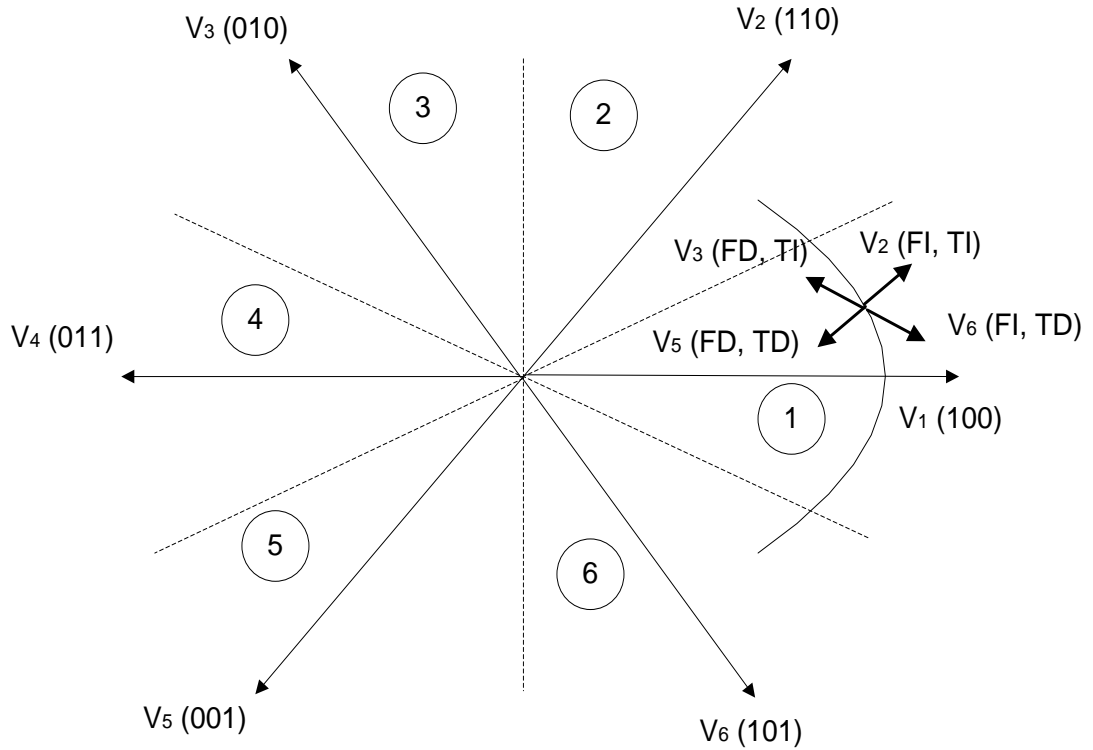 V3 (010)
V2 (110)
3
2
V3 (FD, TI)
V2 (FI, TI)
4
V4 (011)
V5 (FD, TD)
V6 (FI, TD)
1
V1 (100)
5
6
V5 (001)
V6 (101)